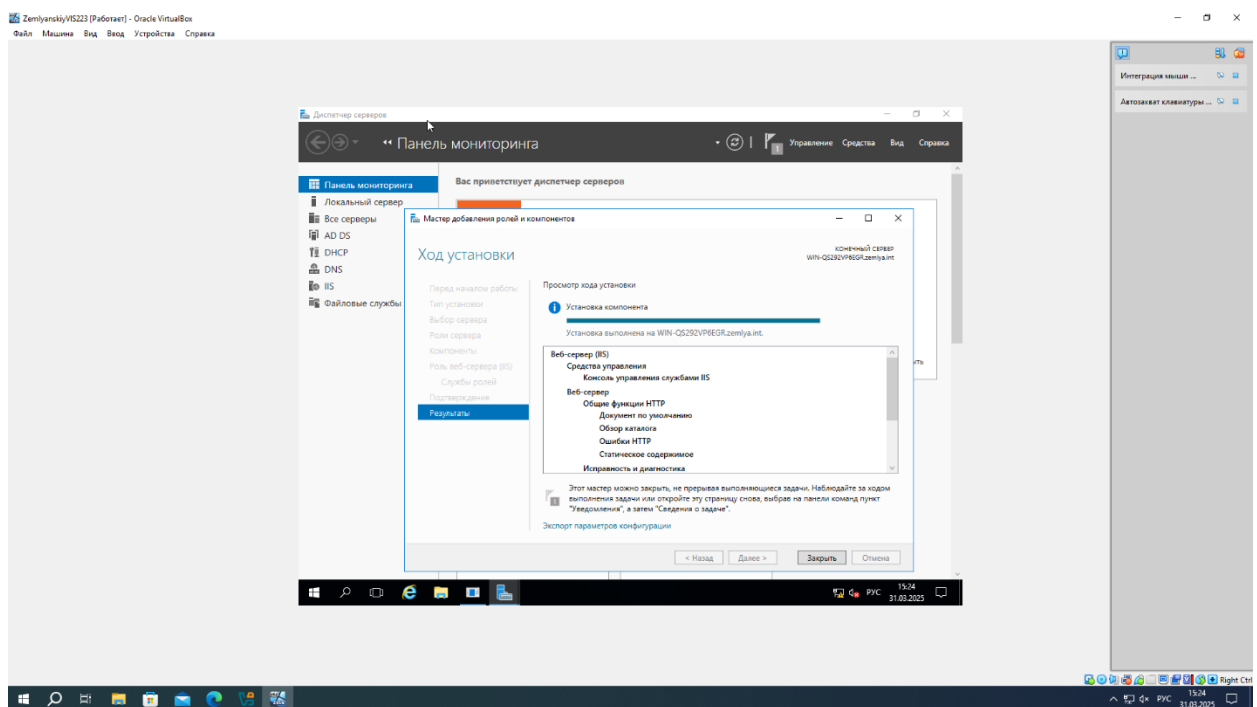 ZemlyanskiyVIS223 [Работает] - Oracle VirtualBox
Файл Машина Вид Ввод Устройства Справка
Интеграция мыши ...
Автозахват клавиатуры ...
Диспетчер серверов
Панель мониторинга
1
Управление Средства Вид Справка
Панель мониторинга
Локальный сервер
Все серверы
AD DS
DHCP
DNS
IIS
Файловые службы
Вас приветствует диспетчер серверов
Мастер добавления ролей и компонентов
Ход установки
КОНЕЧНЫЙ СЕРВЕР
WIN-QS292VP6EGR.zemlya.int
Перед началом работы
Тип установки
Выбор сервера
Роли сервера
Компоненты
Роль веб-сервера (IIS)
Службы ролей
Подтверждение
Результаты
Просмотр хода установки
Установка компонента
Установка выполнена на WIN-QS292VP6EGR.zemlya.int.
Веб-сервер (IIS)
Средства управления
Консоль управления службами IIS
Веб-сервер
Общие функции HTTP
Документ по умолчанию
Обзор каталога
Ошибки HTTP
Статическое содержимое
Исправность и диагностика
1
Этот мастер можно закрыть, не прерывая выполняющиеся задачи. Наблюдайте за ходом
выполнения задачи или откройте эту страницу снова, выбрав на панели команд пункт
"Уведомления", а затем "Сведения о задаче".
Экспорт параметров конфигурации
< Назад Далее > Закрыть Отмена
РУС
15:24
31.03.2025
Right Ctrl
РУС
15:24
31.03.2025